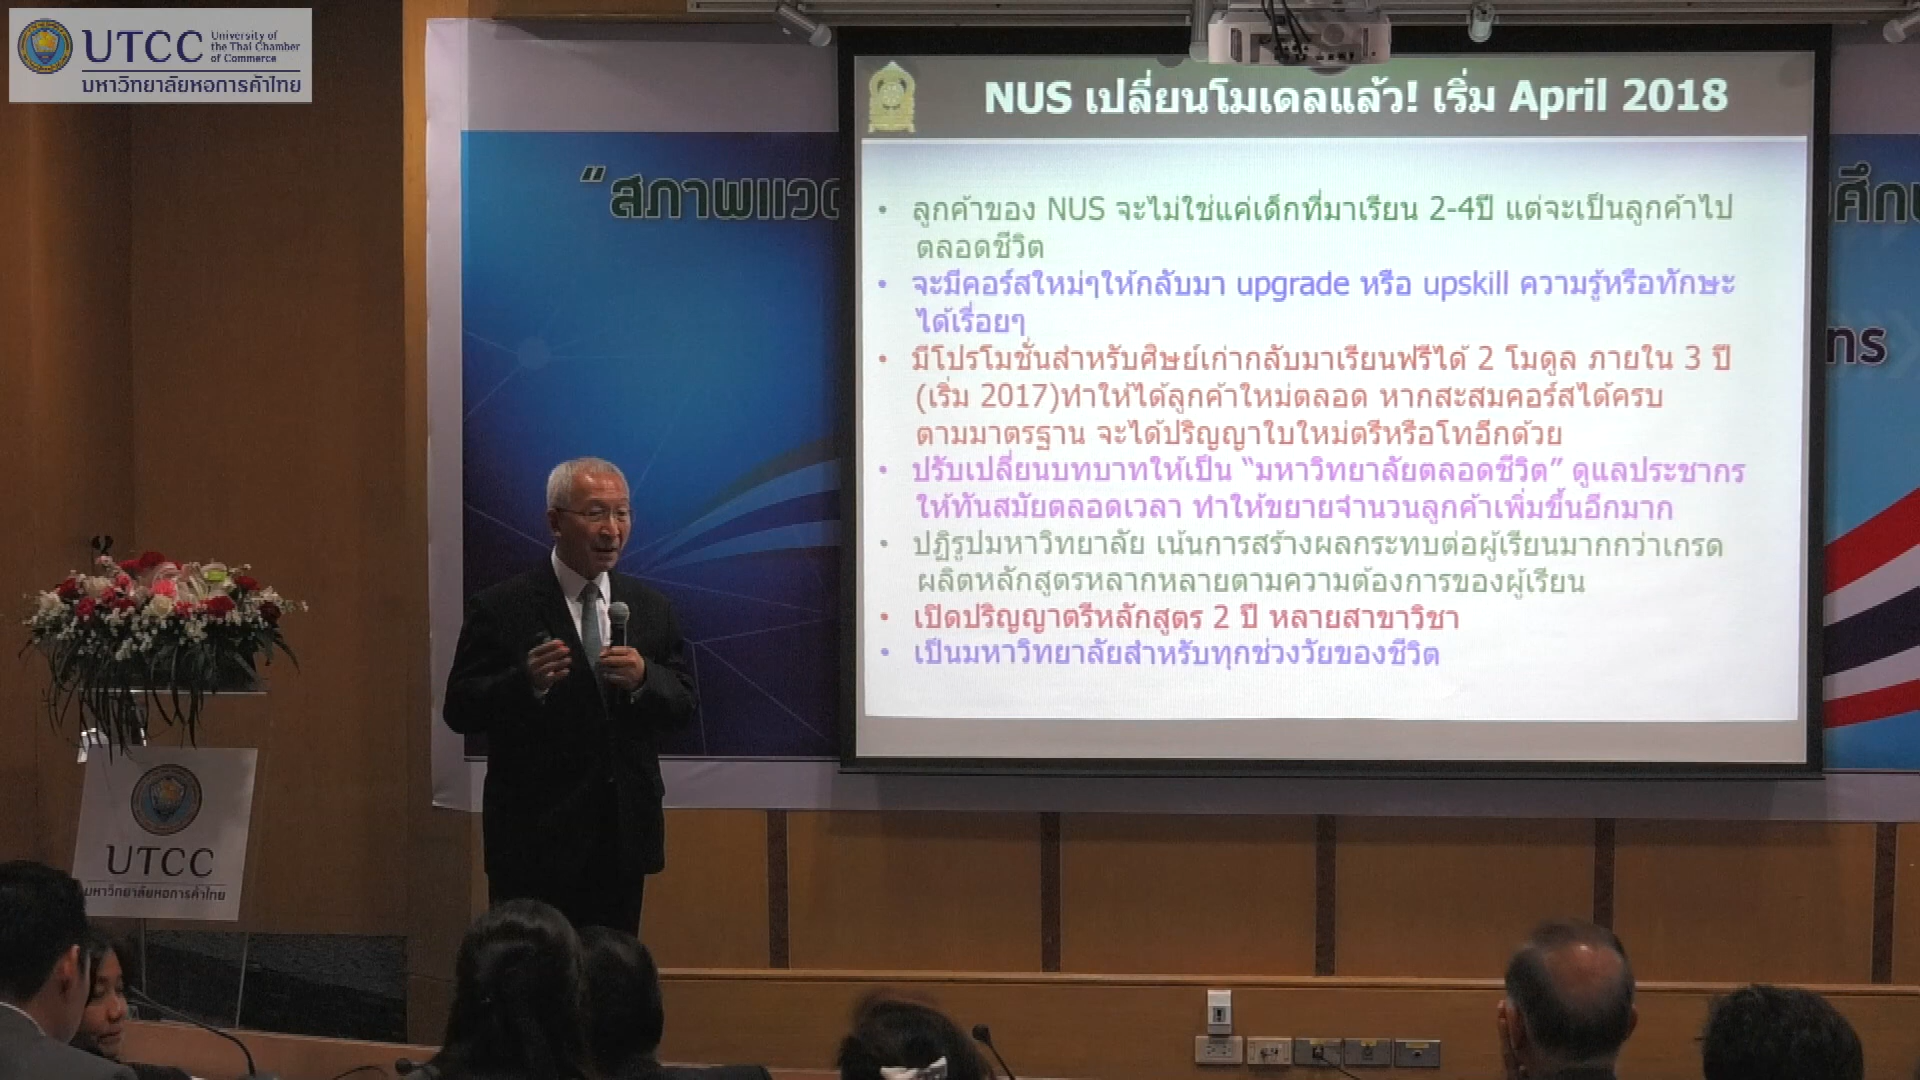 UTCC
University of
the Thai Chamber
of Commerce
มหาวิทยาลัยหอการค้าไทย
NUS เปลี่ยนโมเดลแล้ว! เริ่ม April 2018
• ลูกค้าของ NUS จะไม่ใช่แค่เด็กที่มาเรียน 2-4ปี แต่จะเป็นลูกค้าไป
ตลอดชีวิต
• จะมีคอร์สใหม่ๆให้กลับมา upgrade หรือ upskill ความรู้หรือทักษะ
ได้เรื่อยๆ
• มีโปรโมชั่นสำหรับศิษย์เก่ากลับมาเรียนฟรีได้ 2 โมดูล ภายใน 3 ปี
(เริ่ม 2017)ทำให้ได้ลูกค้าใหม่ตลอด หากสะสมคอร์สได้ครบ
ตามมาตรฐาน จะได้ปริญญาใบใหม่ตรีหรือโทอีกด้วย
• ปรับเปลี่ยนบทบาทให้เป็น “มหาวิทยาลัยตลอดชีวิต” ดูแลประชากร
ให้ทันสมัยตลอดเวลา ทำให้ขยายจำนวนลูกค้าเพิ่มขึ้นอีกมาก
• ปฏิรูปมหาวิทยาลัย เน้นการสร้างผลกระทบต่อผู้เรียนมากกว่าเกรด
ผลิตหลักสูตรหลากหลายตามความต้องการของผู้เรียน
• เปิดปริญญาตรีหลักสูตร 2 ปี หลายสาขาวิชา
• เป็นมหาวิทยาลัยสำหรับทุกช่วงวัยของชีวิต
“สภาพแวด
UTCC
มหาวิทยาลัยหอการค้าไทย